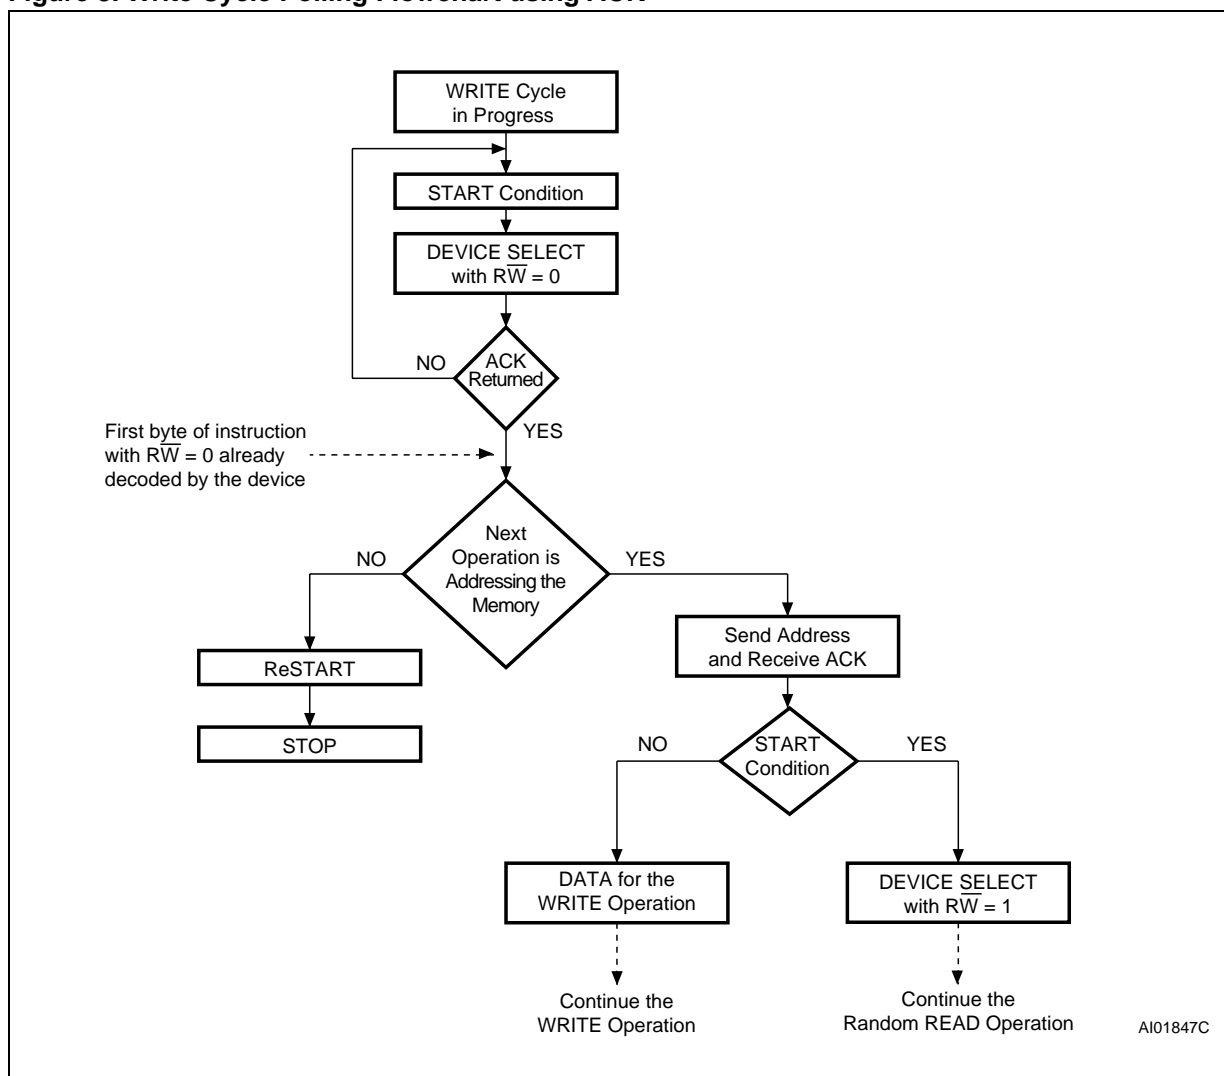 Figure Write Cycle Polling Flowchart using ACK
WRITE Cycle
in Progress
START Condition
DEVICE SELECT
with RW̅ = 0
NO
ACK
Returned
YES
First byte of instruction
with RW̅ = 0 already
decoded by the device
NO
Next
Operation is
Addressing the
Memory
YES
Send Address
and Receive ACK
ReSTART
STOP
NO
START
Condition
YES
DATA for the
WRITE Operation
DEVICE SELECT
with RW̅ = 1
Continue the
WRITE Operation
Continue the
Random READ Operation
AI01847C